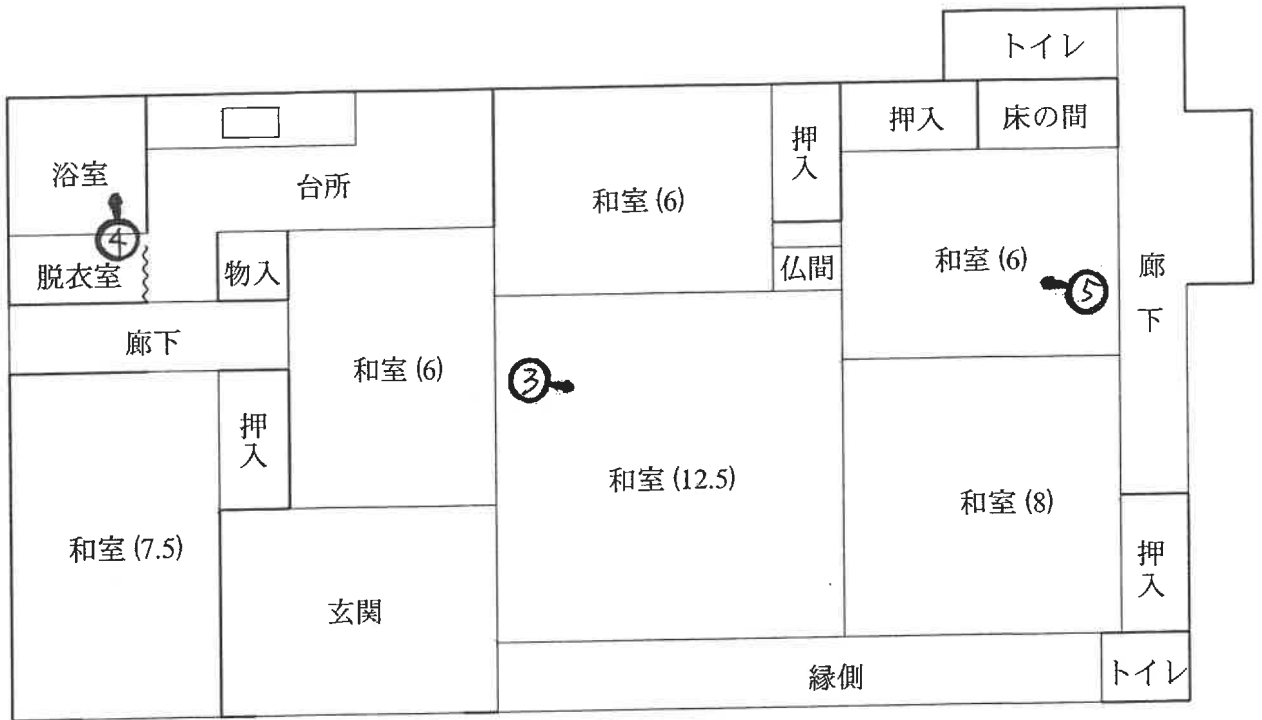 トイレ
押入
床の間
浴室
台所
和室 (6)
押入
④
脱衣室
物入
仏間
和室 (6)
⑤
廊下
廊下
和室 (6)
③
押入
和室 (7.5)
和室 (12.5)
和室 (8)
押入
玄関
縁側
トイレ